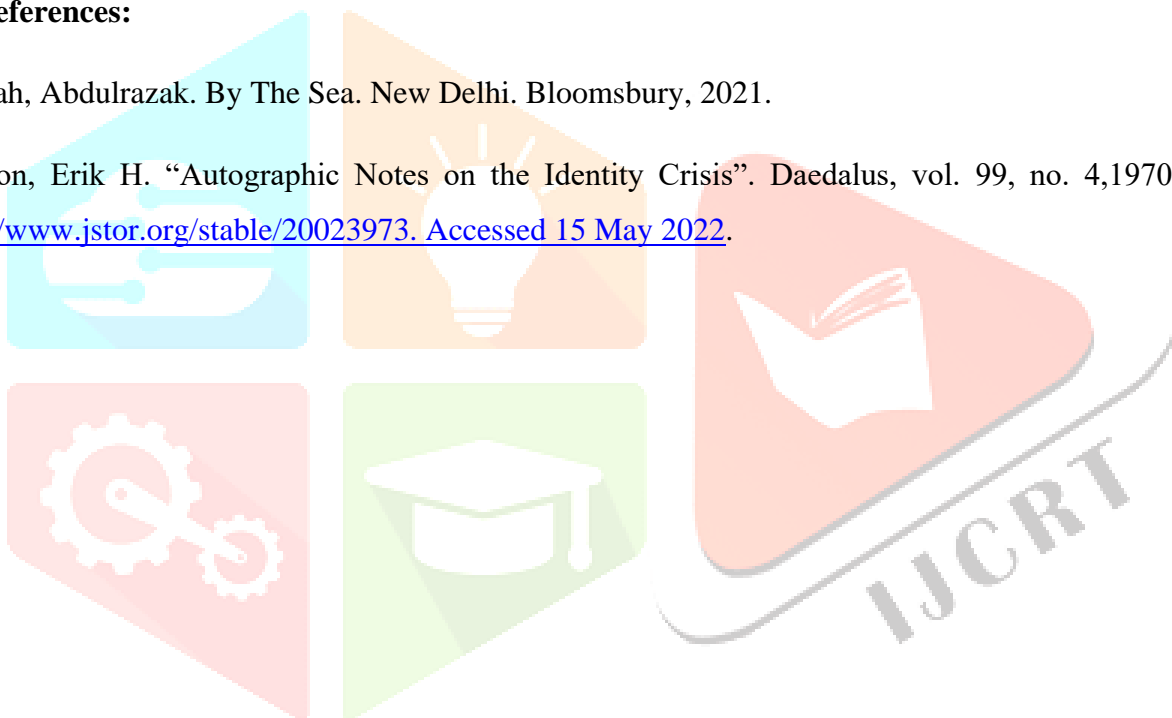 eferences:
ah, Abdulrazak. By The Sea. New Delhi. Bloomsbury, 2021.
on, Erik H. “Autographic Notes on the Identity Crisis”. Daedalus, vol. 99, no. 4,1970
/www.jstor.org/stable/20023973. Accessed 15 May 2022.
IJCRT